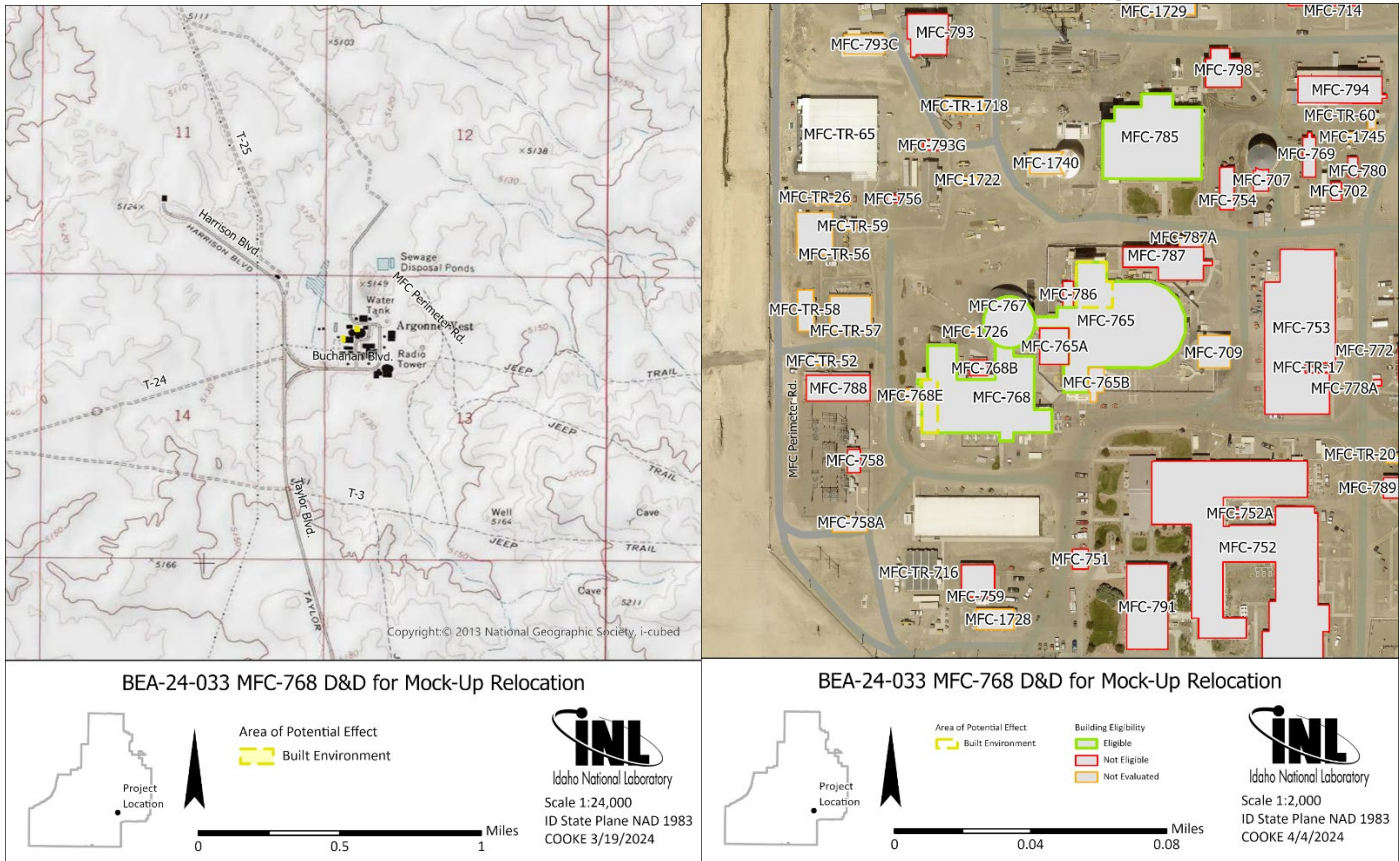 5111
×5103
5110
11
12
T-25
×5138
5130
5120
5124×
5120
Harrison Blvd.
HARRISON BLVD
Sewage
Disposal Ponds
×5149
Water
Tank
MFC Perimeter Rd.
Argonne West
Buchanan Blvd.
Radio
Tower
JEEP
TRAIL
T-24
14
13
JEEP
TRAIL
T-3
Taylor Blvd.
Well
5164
Cave
JEEP
TRAIL
×5166
Cave
5211
TAYLOR
Copyright:© 2013 National Geographic Society, i-cubed
BEA-24-033 MFC-768 D&D for Mock-Up Relocation
Area of Potential Effect
Built Environment
Project
Location
INL
Idaho National Laboratory
Scale 1:24,000
ID State Plane NAD 1983
COOKE 3/19/2024
0
0.5
1
Miles
MFC-1729
MFC-714
MFC-793
MFC-793C
MFC-798
MFC-794
MFC-TR-1718
MFC-TR-60
MFC-TR-65
MFC-785
MFC-1745
MFC-793G
MFC-769
MFC-1740
MFC-780
MFC-1722
MFC-707
MFC-702
MFC-TR-26
MFC-756
MFC-754
MFC-TR-59
MFC-787A
MFC-TR-56
MFC-787
MFC-786
MFC-TR-58
MFC-767
MFC-765
MFC-TR-57
MFC-1726
MFC-753
MFC-765A
MFC-709
MFC-772
MFC-TR-52
MFC-768B
MFC-TR-17
MFC-788
MFC-765B
MFC-778A
MFC-768E
MFC-768
MFC Perimeter Rd.
MFC-758
MFC-TR-20
MFC-789
MFC-752A
MFC-758A
MFC-752
MFC-751
MFC-TR-716
MFC-759
MFC-791
MFC-1728
BEA-24-033 MFC-768 D&D for Mock-Up Relocation
Area of Potential Effect
Built Environment
Building Eligibility
Eligible
Not Eligible
Not Evaluated
Project
Location
INL
Idaho National Laboratory
Scale 1:2,000
ID State Plane NAD 1983
COOKE 4/4/2024
0
0.04
0.08
Miles